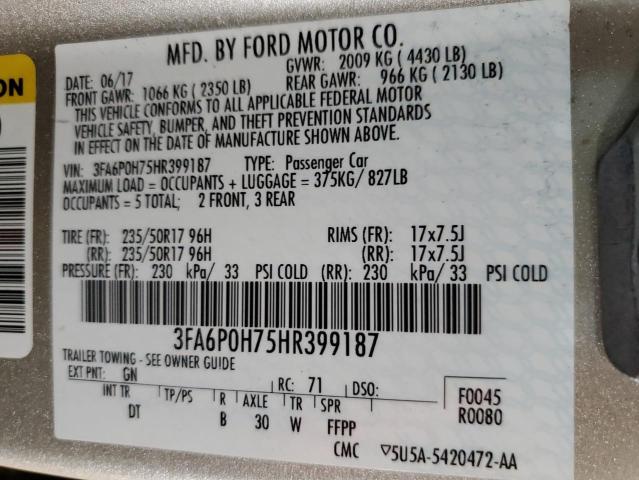 ON
MFD. BY FORD MOTOR CO.
DATE: 06/17 GVWR: 2009 KG ( 4430 LB)
FRONT GAWR: 1066 KG ( 2350 LB) REAR GAWR: 966 KG ( 2130 LB)
THIS VEHICLE CONFORMS TO ALL APPLICABLE FEDERAL MOTOR
VEHICLE SAFETY, BUMPER, AND THEFT PREVENTION STANDARDS
IN EFFECT ON THE DATE OF MANUFACTURE SHOWN ABOVE.
VIN: 3FA6P0H75HR399187 TYPE: Passenger Car
MAXIMUM LOAD = OCCUPANTS + LUGGAGE = 375KG/ 827LB
OCCUPANTS = 5 TOTAL; 2 FRONT, 3 REAR
TIRE (FR): 235/50R17 96H RIMS (FR): 17x7.5J
(RR): 235/50R17 96H (RR): 17x7.5J
PRESSURE (FR): 230 kPa/ 33 PSI COLD (RR): 230 kPa/ 33 PSI COLD
3FA6P0H75HR399187
TRAILER TOWING - SEE OWNER GUIDE
EXT PNT: GN RC: 71 DSO: F0045
INT TR TP/PS R AXLE TR SPR R0080
DT B 30 W FFPP
CMC ▽5U5A-5420472-AA